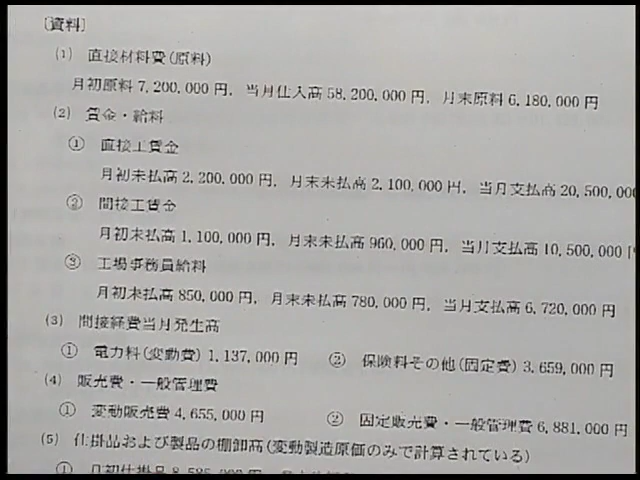 〔資料〕
(1) 直接材料費(原料)
月初原料 7,200,000 円, 当月仕入高 58,200,000 円, 月末原料 6,180,000 円
(2) 賃金・給料
① 直接工賃金
月初未払高 2,200,000 円, 月末未払高 2,100,000 円, 当月支払高 20,500,000
② 間接工賃金
月初未払高 1,100,000 円, 月末未払高 960,000 円, 当月支払高 10,500,000 円
③ 工場事務員給料
月初未払高 850,000 円, 月末未払高 780,000 円, 当月支払高 6,720,000 円
(3) 間接経費当月発生高
① 電力料(変動費) 1,137,000 円 ② 保険料その他(固定費) 3,659,000 円
(4) 販売費・一般管理費
① 変動販売費 4,655,000 円 ② 固定販売費・一般管理費 6,881,000 円
(5) 仕掛品および製品の棚卸高(変動製造原価のみで計算されている)
① 月初仕掛品 8,585,000 円